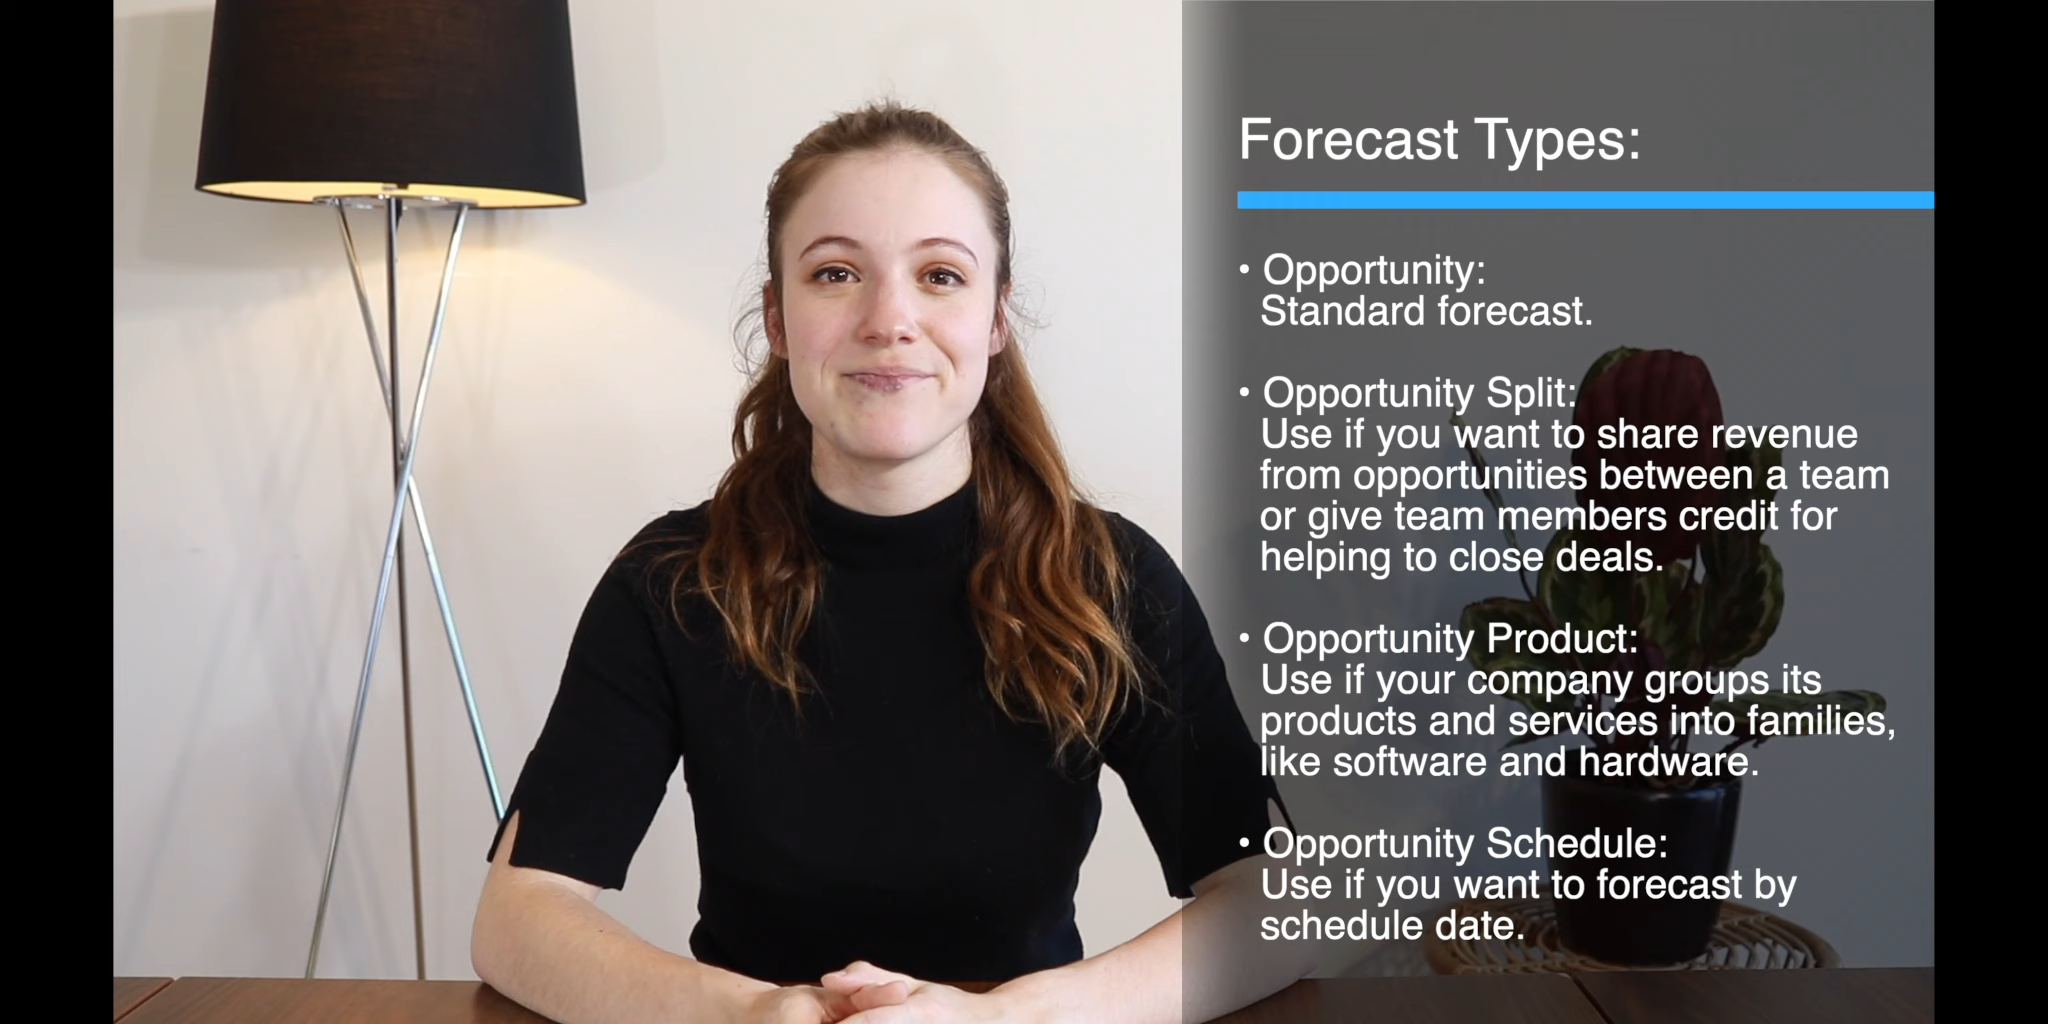 Forecast Types:
• Opportunity:
Standard forecast.
• Opportunity Split:
Use if you want to share revenue
from opportunities between a team
or give team members credit for
helping to close deals.
• Opportunity Product:
Use if your company groups its
products and services into families,
like software and hardware.
• Opportunity Schedule:
Use if you want to forecast by
schedule date.